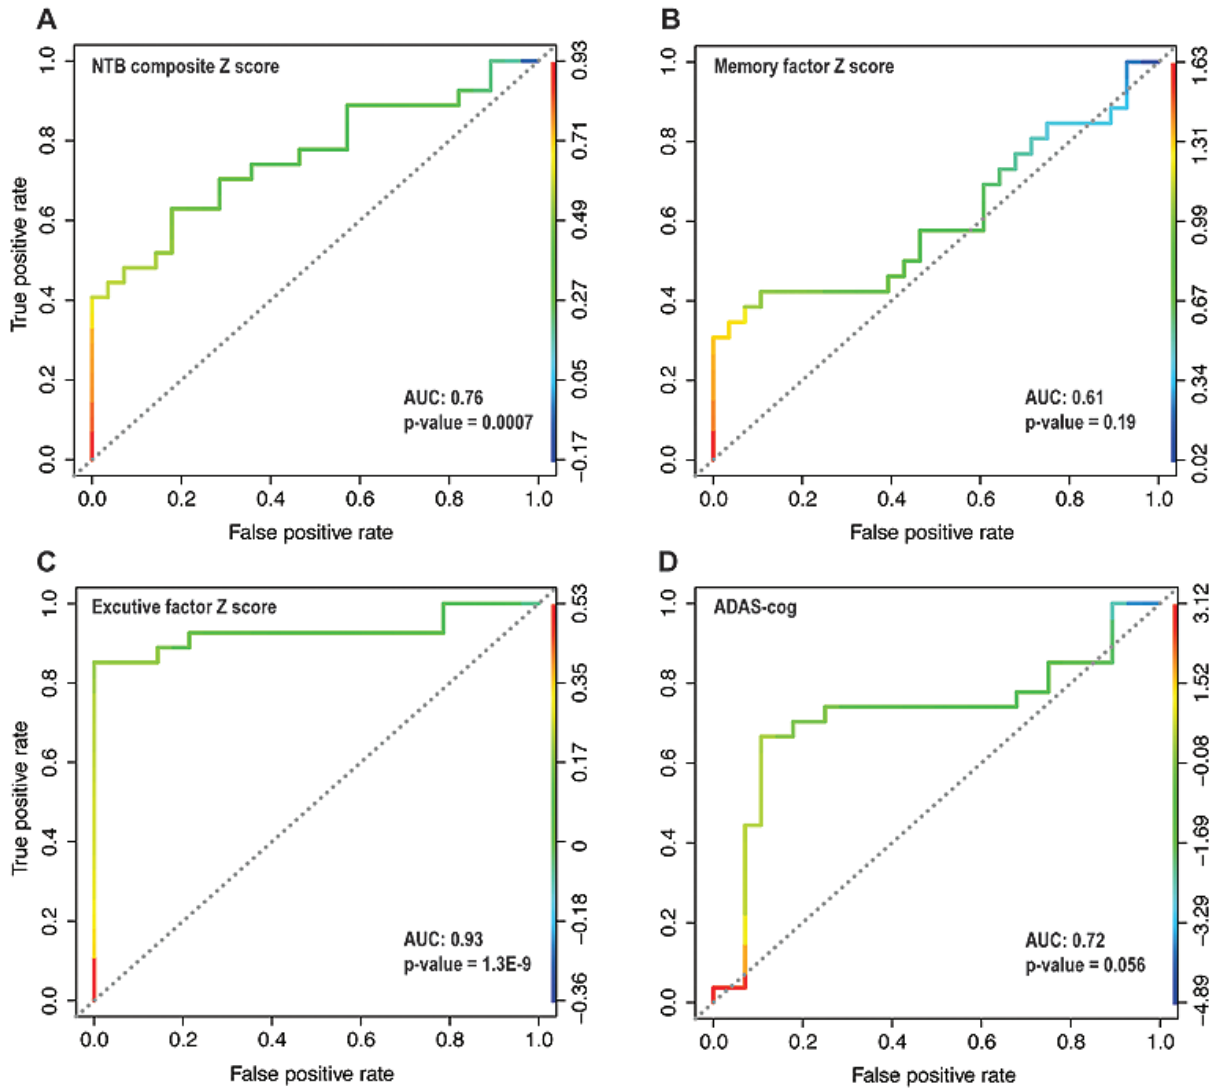 A
NTB composite Z score
True positive rate
1.0
0.8
0.6
0.4
0.2
0.0
0.93
0.71
0.49
0.27
0.05
−0.17
AUC: 0.76
p-value = 0.0007
0.0 0.2 0.4 0.6 0.8 1.0
False positive rate
B
Memory factor Z score
1.0
0.8
0.6
0.4
0.2
0.0
1.63
1.31
0.99
0.67
0.34
0.02
AUC: 0.61
p-value = 0.19
0.0 0.2 0.4 0.6 0.8 1.0
False positive rate
C
Excutive factor Z score
True positive rate
1.0
0.8
0.6
0.4
0.2
0.0
0.53
0.35
0.17
0
−0.18
−0.36
AUC: 0.93
p-value = 1.3E-9
0.0 0.2 0.4 0.6 0.8 1.0
False positive rate
D
ADAS-cog
1.0
0.8
0.6
0.4
0.2
0.0
3.12
1.52
−0.08
−1.69
−3.29
−4.89
AUC: 0.72
p-value = 0.056
0.0 0.2 0.4 0.6 0.8 1.0
False positive rate